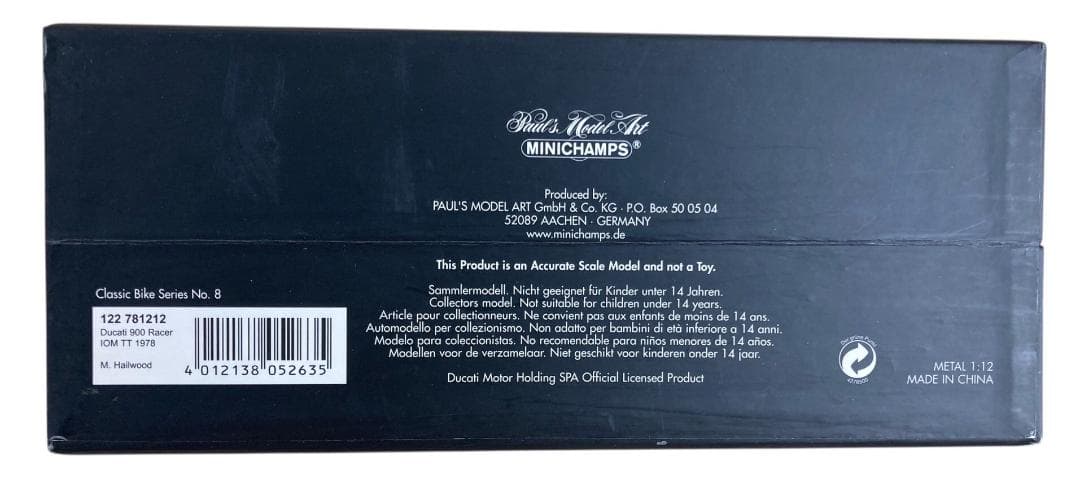 Paul's Model Art
MINICHAMPS®
Produced by:
PAUL'S MODEL ART GmbH & Co. KG · P.O. Box 50 05 04
52089 AACHEN · GERMANY
www.minichamps.de
This Product is an Accurate Scale Model and not a Toy.
Sammlermodell. Nicht geeignet für Kinder unter 14 Jahren.
Collectors model. Not suitable for children under 14 years.
Article pour collectionneurs. Ne convient pas aux enfants de moins de 14 ans.
Automodello per collezionismo. Non adatto per bambini di età inferiore a 14 anni.
Modelo para coleccionistas. No recomendable para niños menores de 14 años.
Modellen voor de verzamelaar. Niet geschikt voor kinderen onder 14 jaar.
Ducati Motor Holding SPA Official Licensed Product
Classic Bike Series No. 8
122 781212
Ducati 900 Racer
IOM TT 1978
M. Hailwood
4 012138 052635
Der grüne Punkt
METAL 1:12
MADE IN CHINA